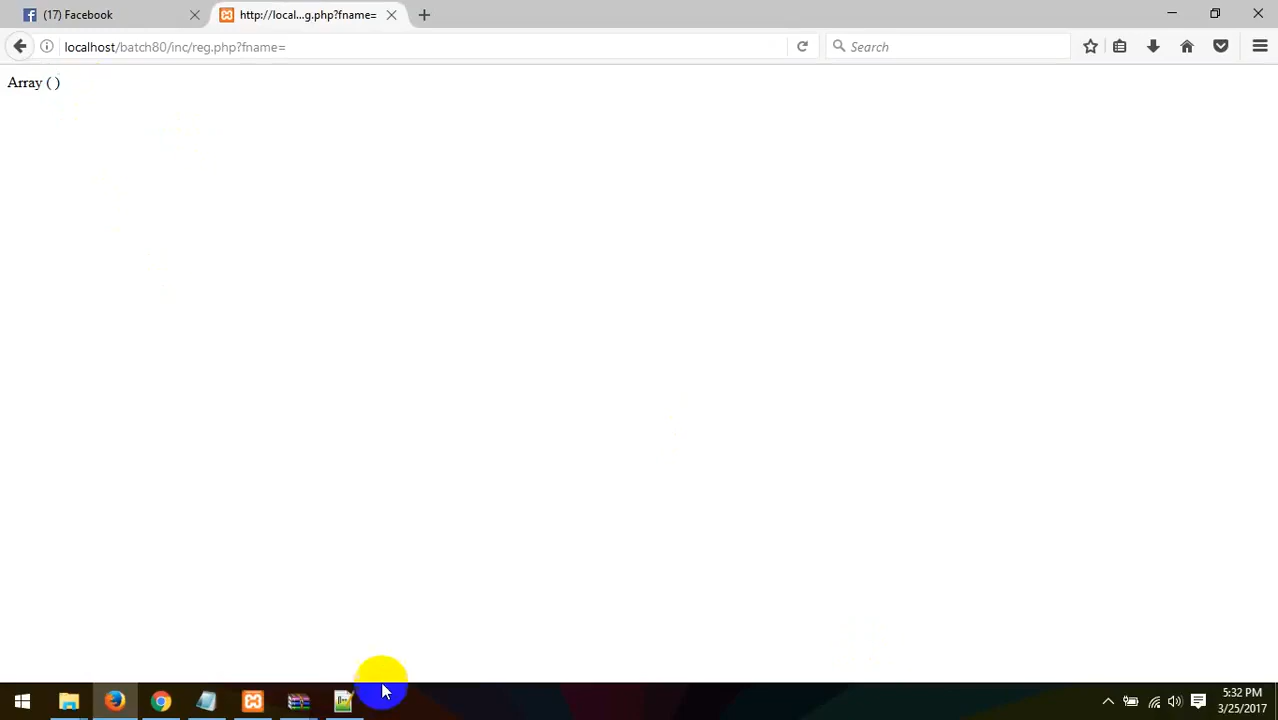 (17) Facebook
http://local...g.php?fname=
localhost/batch80/inc/reg.php?fname=
Search
Array ( )
5:32 PM
3/25/2017